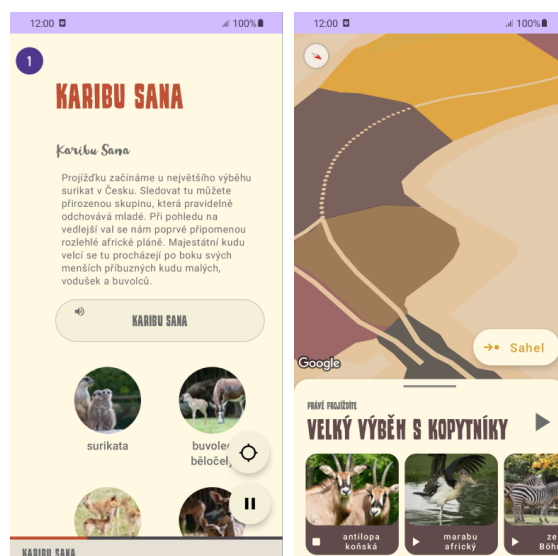 12:00
100%
1
KARIBU SANA
Karibu Sana
Projížďku začínáme u největšího výběhu
surikat v Česku. Sledovat tu můžete
přirozenou skupinu, která pravidelně
odchovává mladé. Při pohledu na
vedlejší val se nám poprvé připomenou
rozlehlé africké pláně. Majestátní kudu
velcí se tu procházejí po boku svých
menších příbuzných kudu malých,
vodušek a buvolců.
KARIBU SANA
surikata
běločelý
KARIBU SANA
12:00
100%
Google
Sahel
PRÁVĚ PROJÍŽDÍTE
VELKÝ VÝBĚH S KOPYTNÍKY
antilopa
koňská
marabu
africký